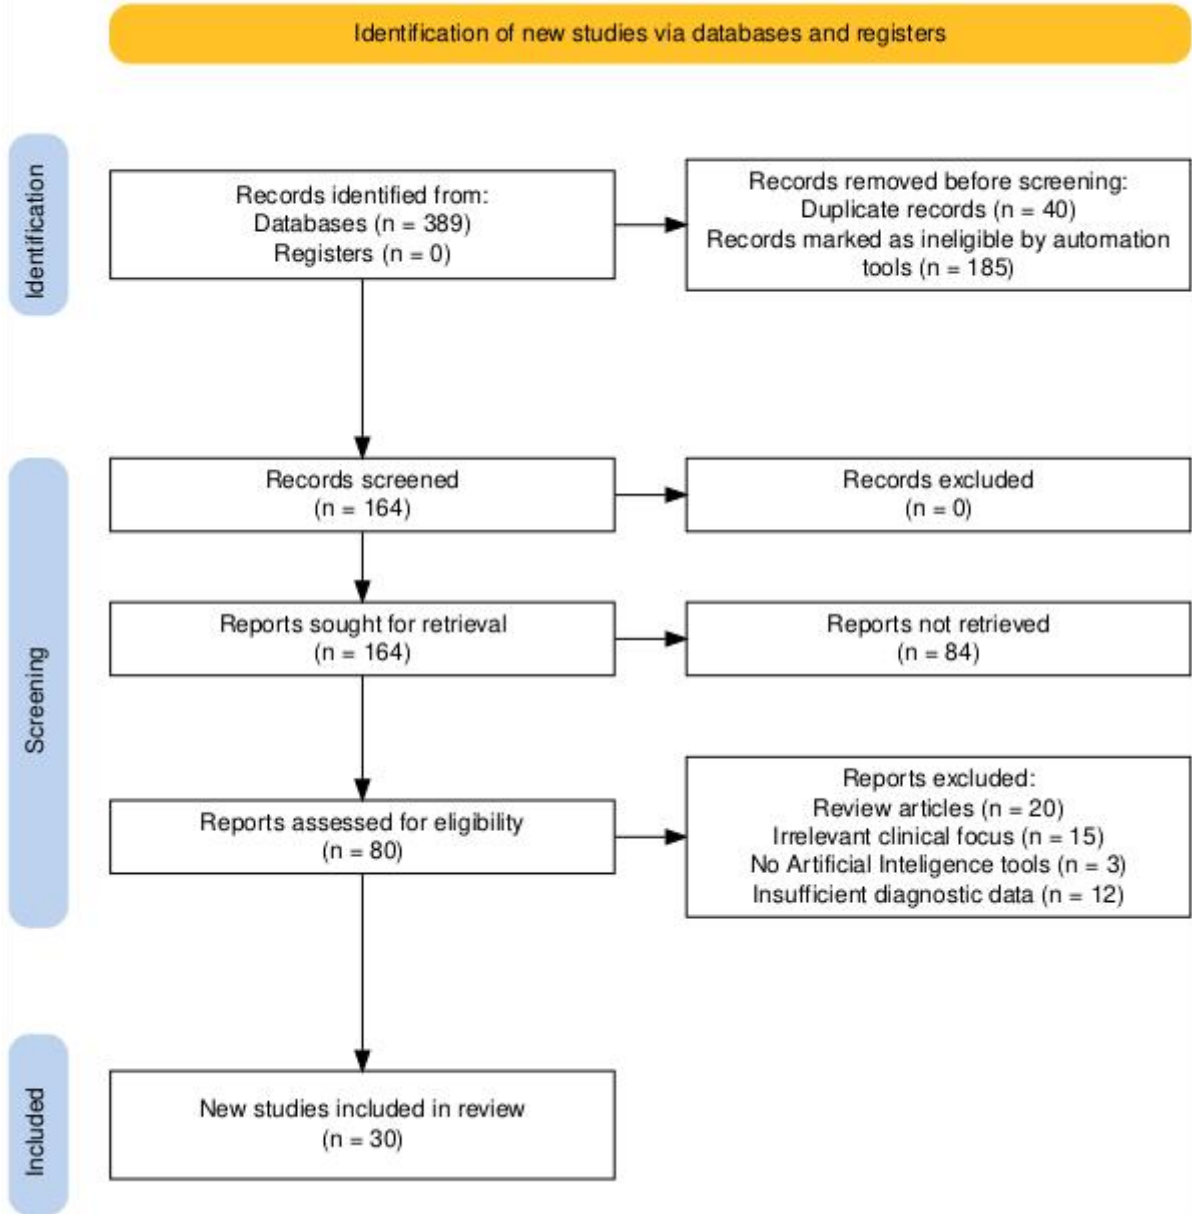 Identification of new studies via databases and registers
Identification
Records identified from:
Databases (n = 389)
Registers (n = 0)
Records removed before screening:
Duplicate records (n = 40)
Records marked as ineligible by automation
tools (n = 185)
Screening
Records screened
(n = 164)
Records excluded
(n = 0)
Reports sought for retrieval
(n = 164)
Reports not retrieved
(n = 84)
Reports assessed for eligibility
(n = 80)
Reports excluded:
Review articles (n = 20)
Irrelevant clinical focus (n = 15)
No Artificial Inteligence tools (n = 3)
Insufficient diagnostic data (n = 12)
Included
New studies included in review
(n = 30)